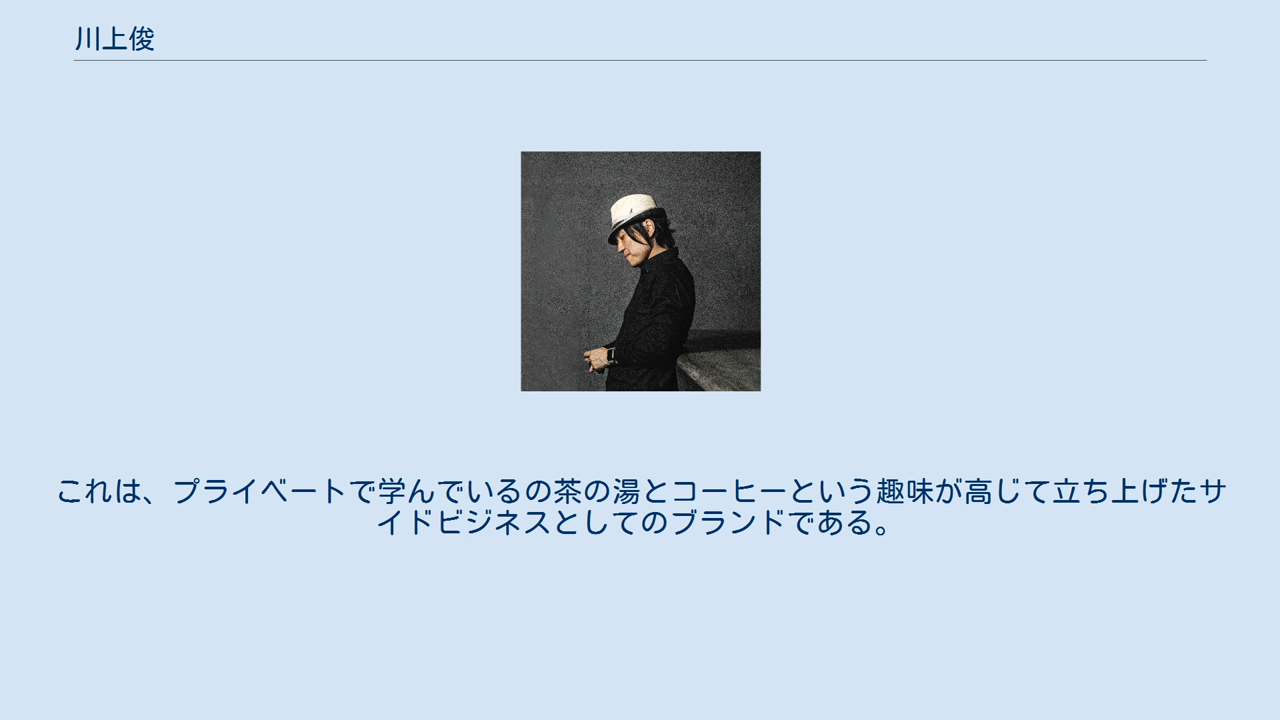 川上俊
これは、プライベートで学んでいるの茶の湯とコーヒーという趣味が高じて立ち上げたサ
イドビジネスとしてのブランドである。